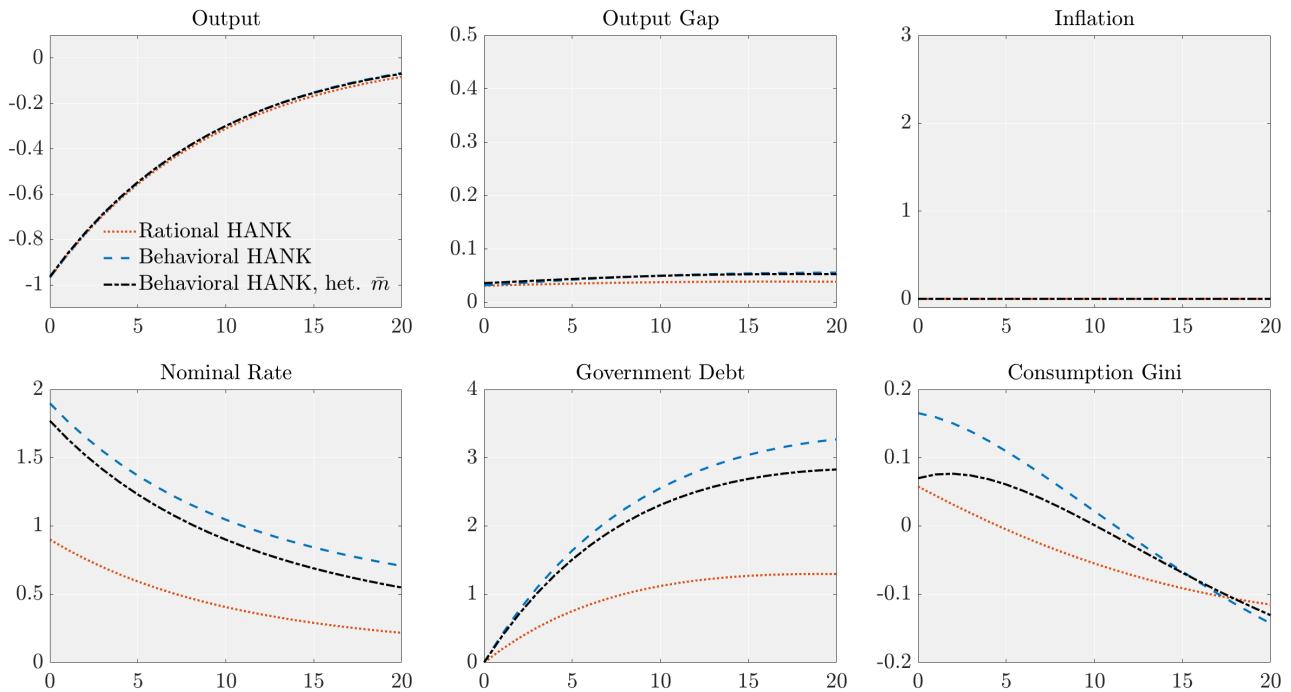 Output
0
-0.2
-0.4
-0.6
-0.8
-1
Rational HANK
Behavioral HANK
Behavioral HANK, het. m̄
0 5 10 15 20
Output Gap
0.5
0.4
0.3
0.2
0.1
0
0 5 10 15 20
Inflation
3
2
1
0
0 5 10 15 20
Nominal Rate
2
1.5
1
0.5
0
0 5 10 15 20
Government Debt
4
3
2
1
0
0 5 10 15 20
Consumption Gini
0.2
0.1
0
-0.1
-0.2
0 5 10 15 20